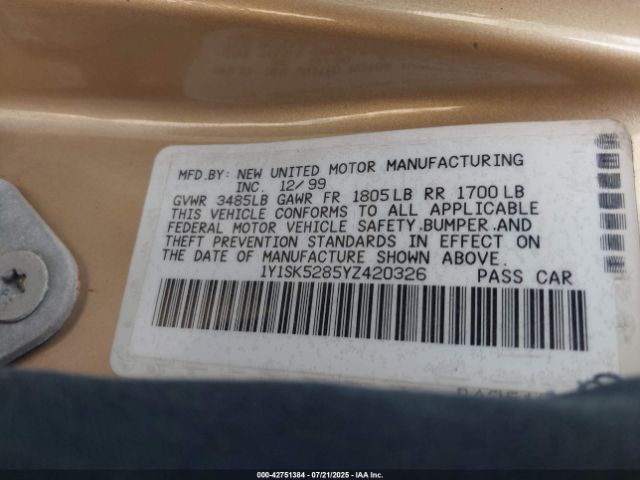 MFD.BY: NEW UNITED MOTOR MANUFACTURING
INC. 12/99
GVWR 3485LB GAWR FR 1805LB RR 1700LB
THIS VEHICLE CONFORMS TO ALL APPLICABLE
FEDERAL MOTOR VEHICLE SAFETY.BUMPER.AND
THEFT PREVENTION STANDARDS IN EFFECT ON
THE DATE OF MANUFACTURE SHOWN ABOVE.
1Y1SK5285YZ420326 PASS CAR
000-42751384 | 07/21/2025 | IAA Inc.